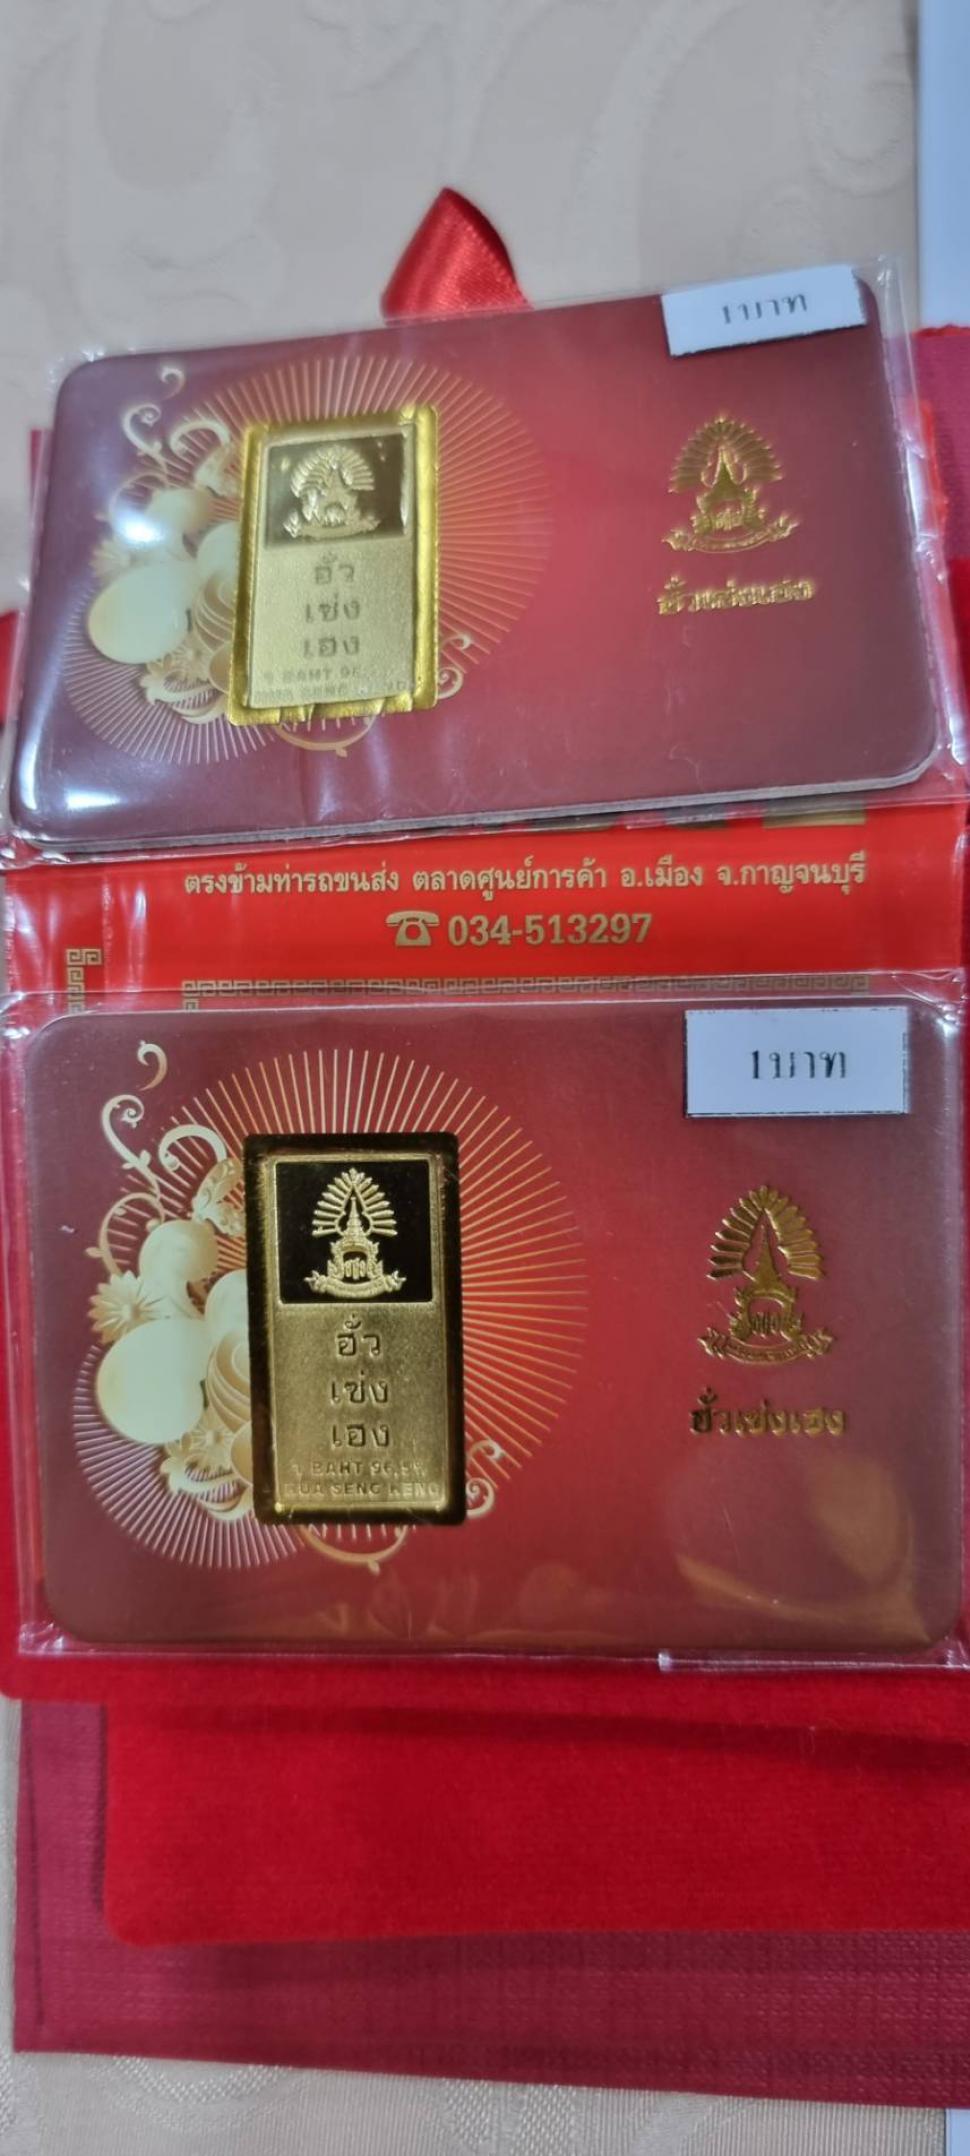 1บาท
ฮั่ว
เซ่ง
เฮง
1 BAHT 96.
ฮั่วเซ่งเฮง
ตรงข้ามท่ารถขนส่ง ตลาดศูนย์การค้า อ.เมือง จ.กาญจนบุรี
☎ 034-513297
1บาท
ฮั่ว
เซ่ง
เฮง
1 BAHT 96.5%
HUA SENG HENG
ฮั่วเซ่งเฮง